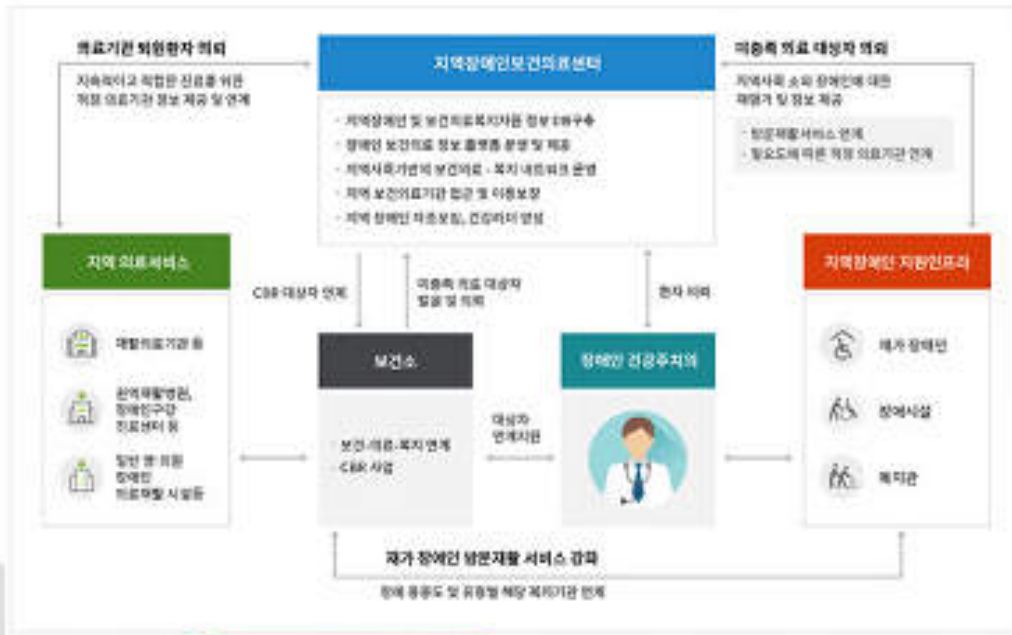 의료기관 퇴원환자 의뢰
지속적이고 적합한 진료를 위한
적정 의료기관 정보 제공 및 연계
지역장애인보건의료센터
· 지역장애인 및 보건의료복지자원 정보 DB구축
· 장애인 보건의료 정보 플랫폼 운영 및 제공
· 지역사회기반의 보건의료 - 복지 네트워크 운영
· 지역 보건의료기관 접근 및 이동보장
· 지역 장애인 자조모임, 건강리더 양성
미충족 의료 대상자 의뢰
지역사회 소외 장애인에 대한
재평가 및 정보 제공
- 방문재활서비스 연계
- 필요도에 따른 적정 의료기관 연계
지역 의료서비스
재활의료기관 등
권역재활병원,
장애인구강
진료센터 등
일반 병·의원
장애인
의료재활 시설등
CBR 대상자 연계
미충족 의료 대상자
발굴 및 의뢰
환자 의뢰
보건소
· 보건-의료-복지 연계
- CBR 사업
대상자
연계지원
장애인 건강주치의
지역장애인 지원인프라
재가 장애인
장애시설
복지관
재가 장애인 방문재활 서비스 강화
장애 중증도 및 유형별 해당 복지기관 연계